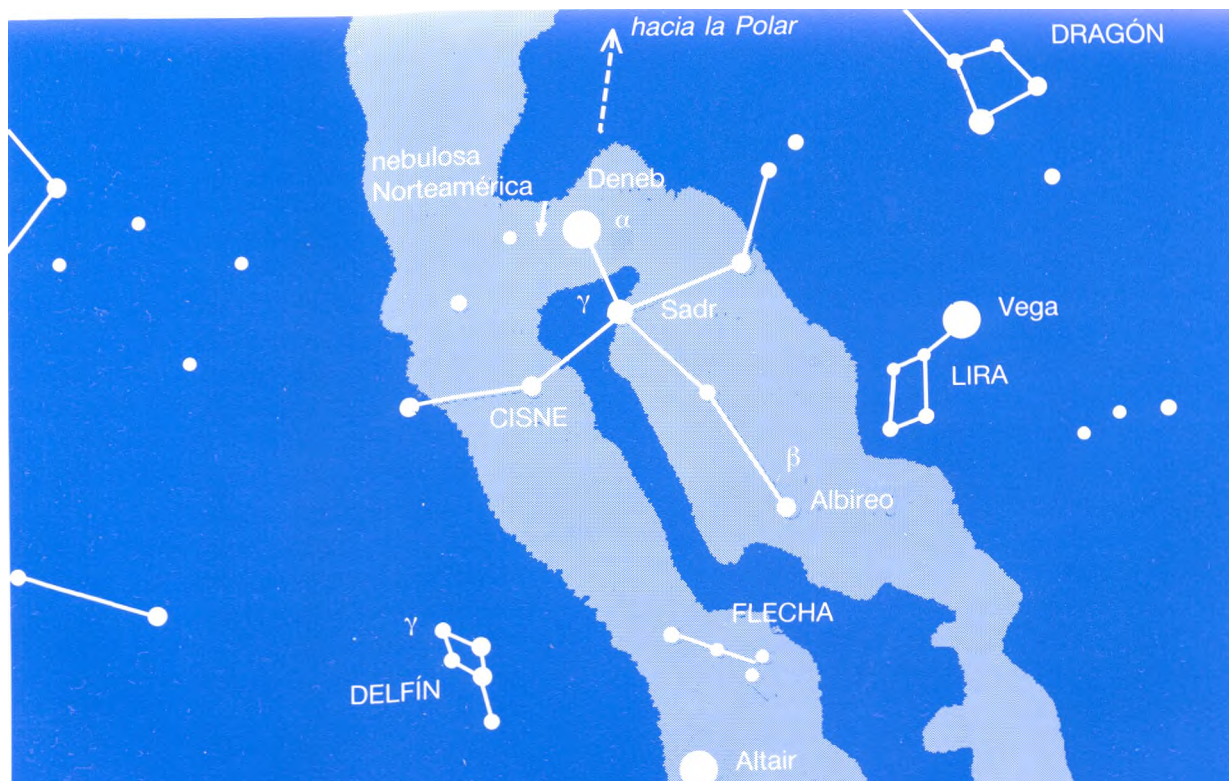 hacia la Polar
DRAGÓN
nebulosa
Norteamérica
Deneb
α
γ
Sadr
Vega
LIRA
CISNE
β
Albireo
FLECHA
γ
DELFÍN
Altair